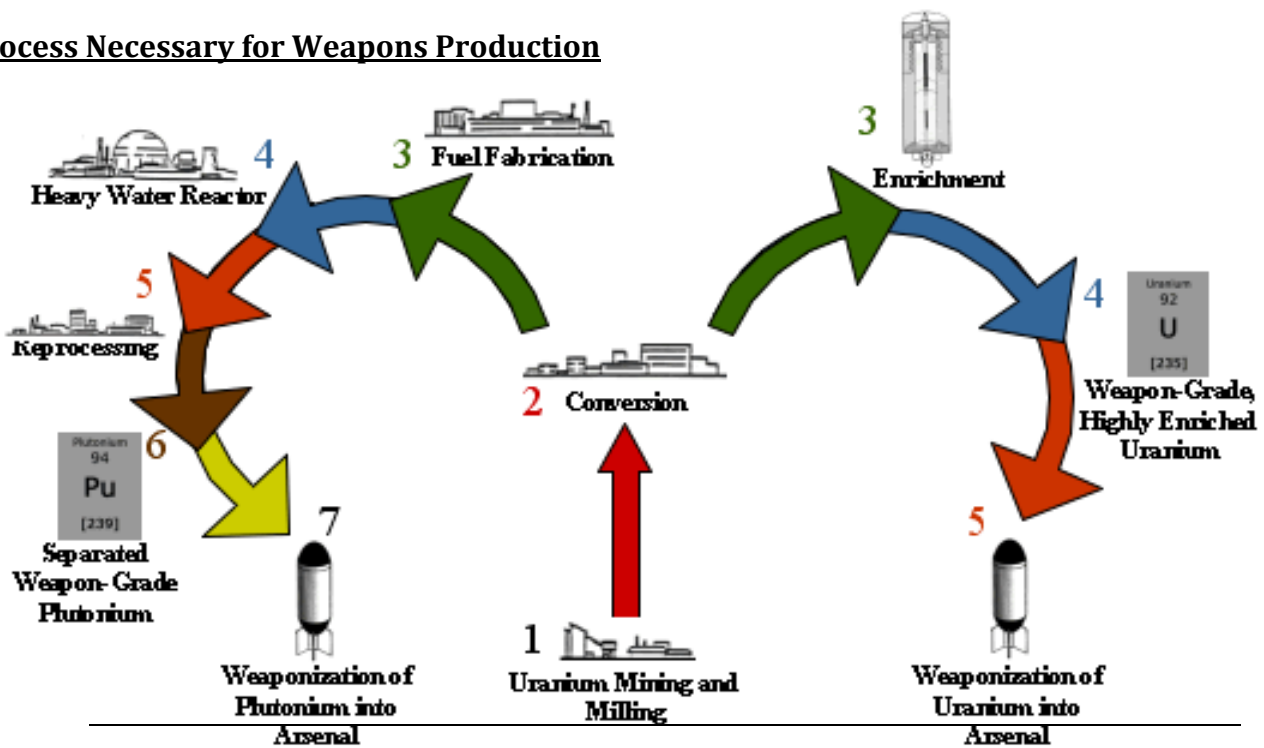 ocess Necessary for Weapons Production
3
Enrichment
3
Fuel Fabrication
4
Heavy Water Reactor
5
Reprocessing
6
Plutonium
94
Pu
[239]
Separated
Weapon-Grade
Plutonium
7
Weaponization of
Plutonium into
Arsenal
2
Conversion
1
Uranium Mining and
Milling
4
Uranium
92
U
[235]
Weapon-Grade,
Highly Enriched
Uranium
5
Weaponization of
Uranium into
Arsenal